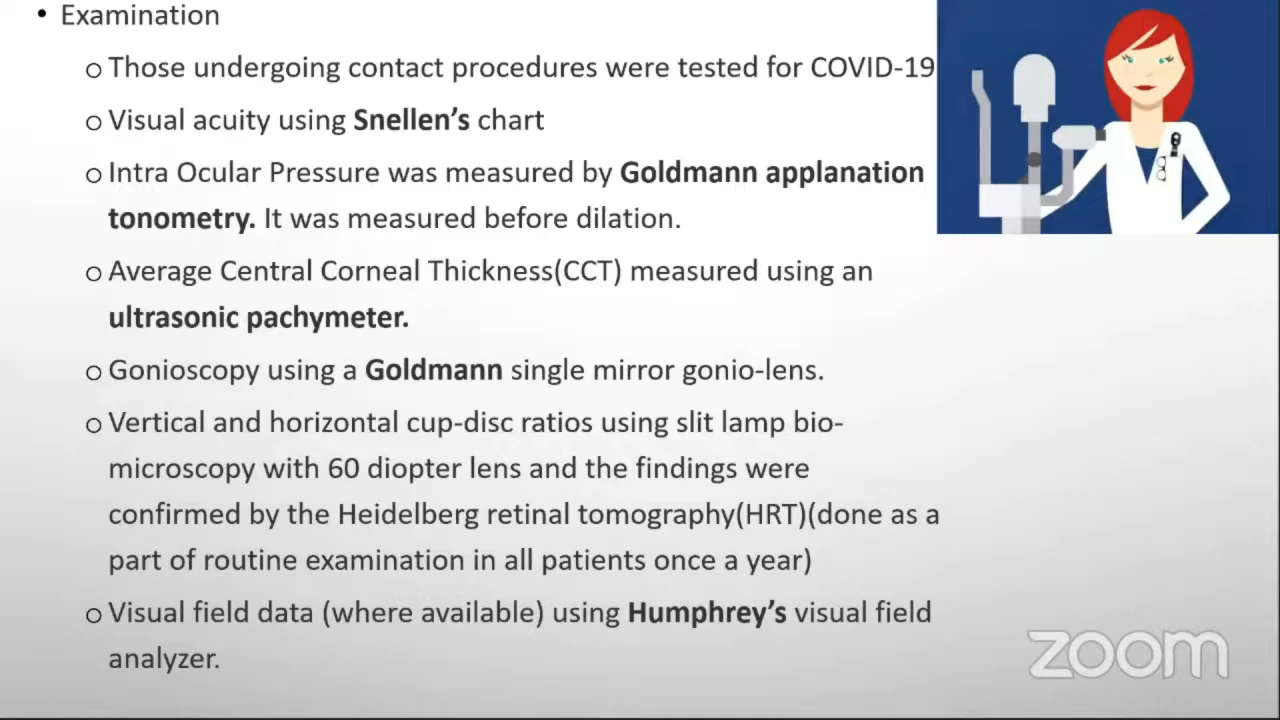 • Examination
o Those undergoing contact procedures were tested for COVID-19
o Visual acuity using Snellen’s chart
o Intra Ocular Pressure was measured by Goldmann applanation
tonometry. It was measured before dilation.
o Average Central Corneal Thickness(CCT) measured using an
ultrasonic pachymeter.
o Gonioscopy using a Goldmann single mirror gonio-lens.
o Vertical and horizontal cup-disc ratios using slit lamp bio-
microscopy with 60 diopter lens and the findings were
confirmed by the Heidelberg retinal tomography(HRT)(done as a
part of routine examination in all patients once a year)
o Visual field data (where available) using Humphrey’s visual field
analyzer.
zoom